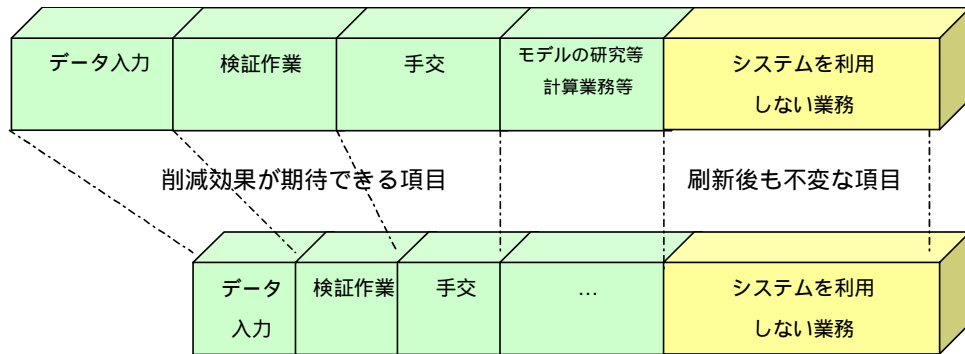 データ入力
検証作業
手交
モデルの研究等
計算業務等
システムを利用
しない業務
削減効果が期待できる項目
刷新後も不変な項目
データ
入力
検証作業
手交
…
システムを利用
しない業務